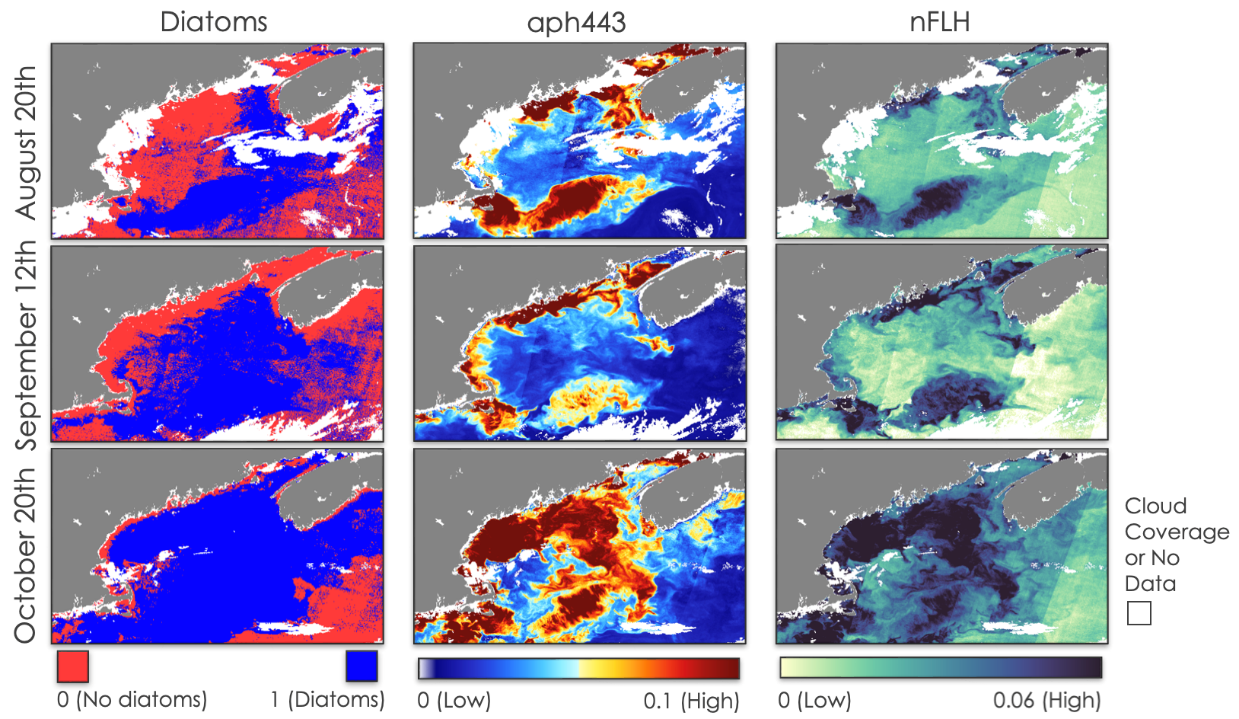 Diatoms
aph443
nFLH
August 20th
September 12th
October 20th
Cloud
Coverage
or No
Data
0 (No diatoms)
1 (Diatoms)
0 (Low)
0.1 (High)
0 (Low)
0.06 (High)